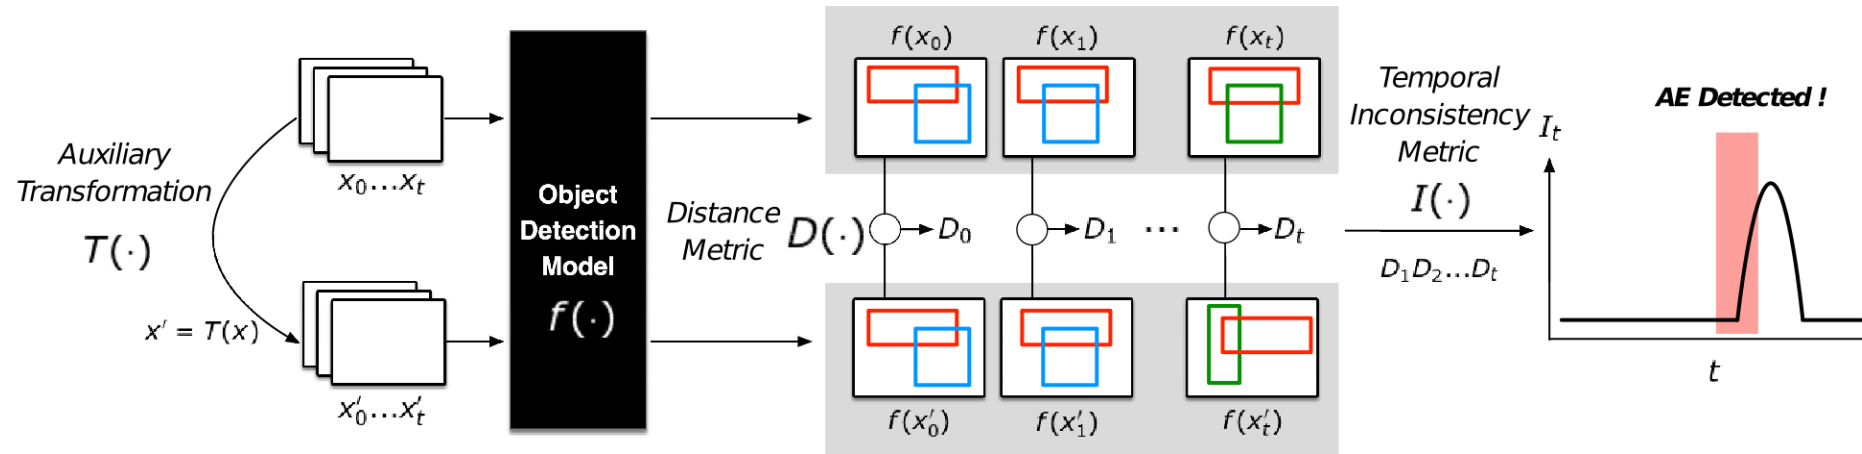 Auxiliary
Transformation
T(·)
x′ = T(x)
x₀...xₜ
x′₀...x′ₜ
Object
Detection
Model
f(·)
Distance
Metric
D(·)
f(x₀)
f(x₁)
f(xₜ)
D₀
D₁
...
Dₜ
f(x′₀)
f(x′₁)
f(x′ₜ)
Temporal
Inconsistency
Metric
I(·)
D₁D₂...Dₜ
AE Detected !
Iₜ
t